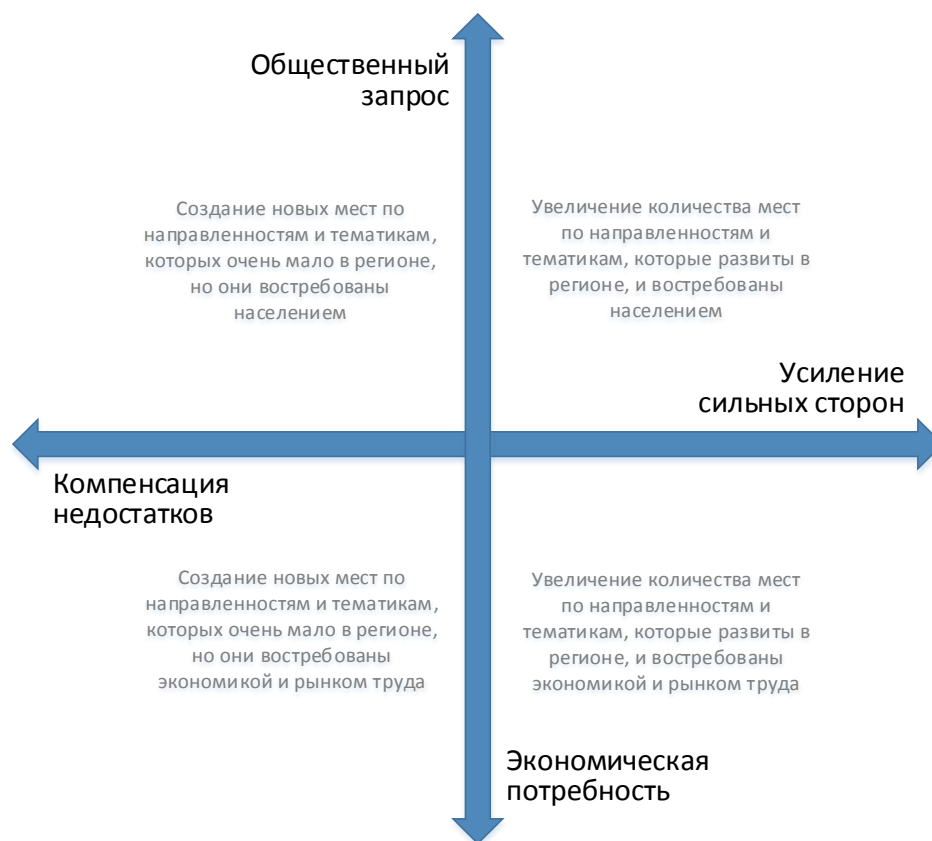 Общественный
запрос
Создание новых мест по
направленностям и тематикам,
которых очень мало в регионе,
но они востребованы
населением
Увеличение количества мест
по направленностям и
тематикам, которые развиты в
регионе, и востребованы
населением
Усиление
сильных сторон
Компенсация
недостатков
Создание новых мест по
направленностям и тематикам,
которых очень мало в регионе,
но они востребованы
экономикой и рынком труда
Увеличение количества мест
по направленностям и
тематикам, которые развиты в
регионе, и востребованы
экономикой и рынком труда
Экономическая
потребность